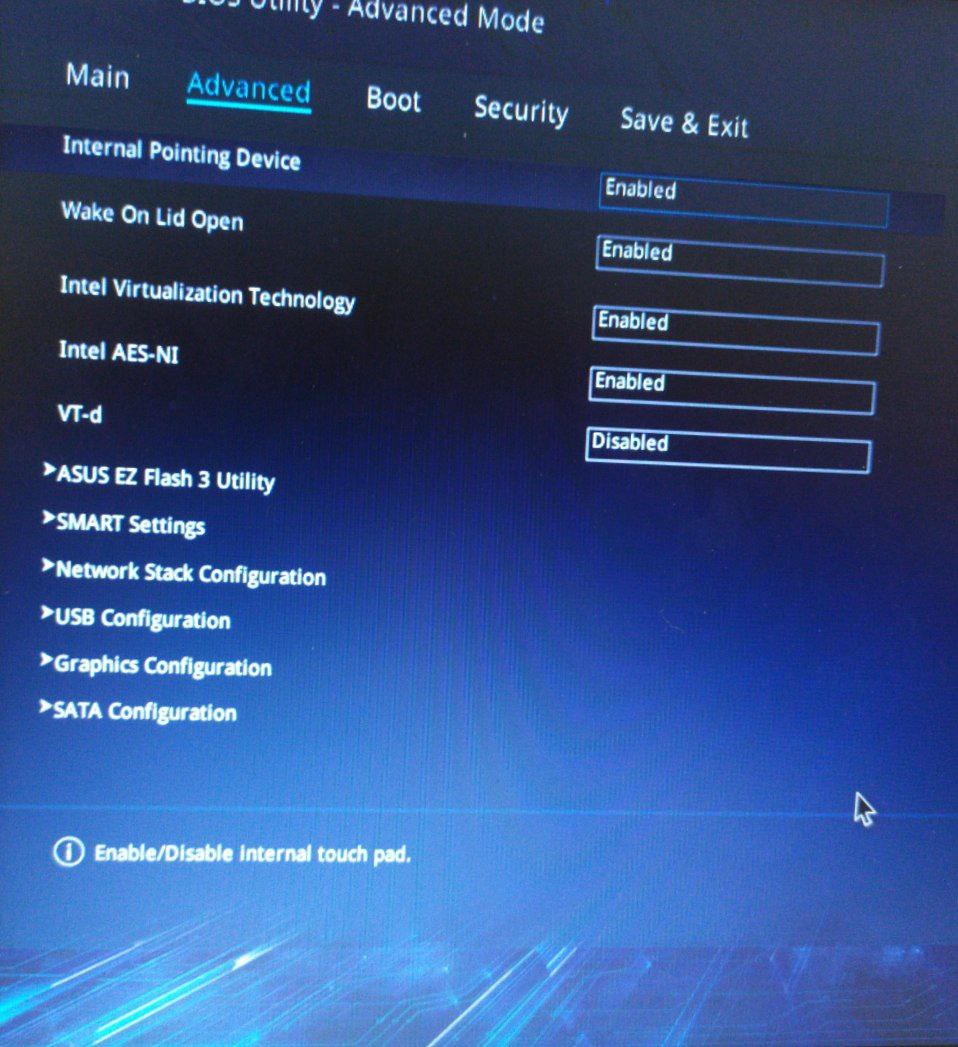 BIOS Utility - Advanced Mode
Main Advanced Boot Security Save & Exit
Internal Pointing Device Enabled
Wake On Lid Open Enabled
Intel Virtualization Technology Enabled
Intel AES-NI Enabled
VT-d Disabled
ASUS EZ Flash 3 Utility
SMART Settings
Network Stack Configuration
USB Configuration
Graphics Configuration
SATA Configuration
Enable/Disable internal touch pad.